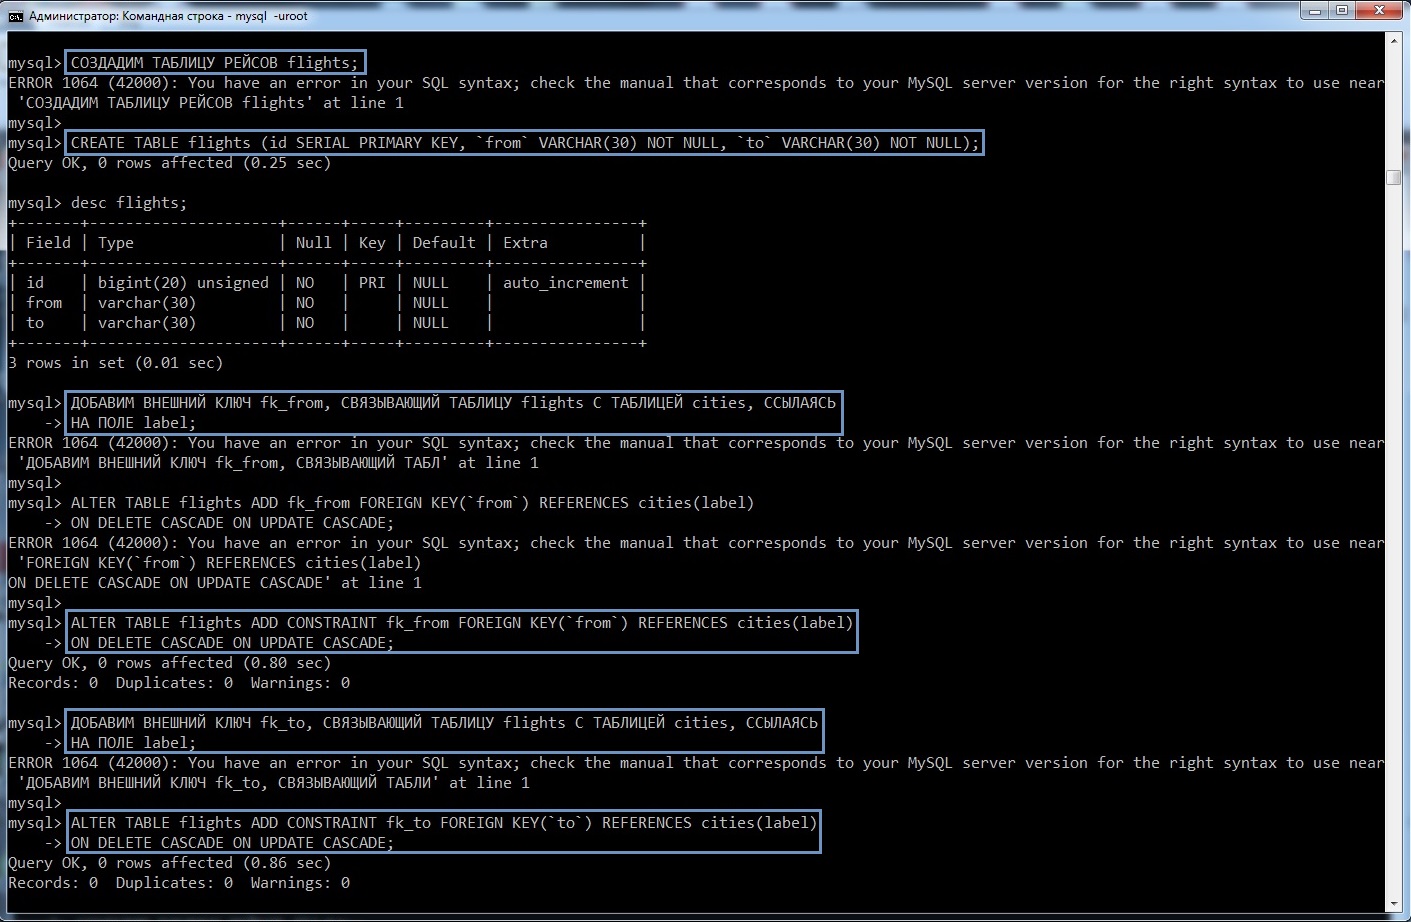 Администратор: Командная строка - mysql -uroot
mysql> СОЗДАДИМ ТАБЛИЦУ РЕЙСОВ flights;
ERROR 1064 (42000): You have an error in your SQL syntax; check the manual that corresponds to your MySQL server version for the right syntax to use near
'СОЗДАДИМ ТАБЛИЦУ РЕЙСОВ flights' at line 1
mysql>
mysql> CREATE TABLE flights (id SERIAL PRIMARY KEY, `from` VARCHAR(30) NOT NULL, `to` VARCHAR(30) NOT NULL);
Query OK, 0 rows affected (0.25 sec)
mysql> desc flights;
+-------+---------------------+------+-----+---------+----------------+
| Field | Type                | Null | Key | Default | Extra          |
+-------+---------------------+------+-----+---------+----------------+
| id    | bigint(20) unsigned | NO   | PRI | NULL    | auto_increment |
| from  | varchar(30)         | NO   |     | NULL    |                |
| to    | varchar(30)         | NO   |     | NULL    |                |
+-------+---------------------+------+-----+---------+----------------+
3 rows in set (0.01 sec)
mysql> ДОБАВИМ ВНЕШНИЙ КЛЮЧ fk_from, СВЯЗЫВАЮЩИЙ ТАБЛИЦУ flights С ТАБЛИЦЕЙ cities, ССЫЛАЯСЬ
-> НА ПОЛЕ label;
ERROR 1064 (42000): You have an error in your SQL syntax; check the manual that corresponds to your MySQL server version for the right syntax to use near
'ДОБАВИМ ВНЕШНИЙ КЛЮЧ fk_from, СВЯЗЫВАЮЩИЙ ТАБЛ' at line 1
mysql>
mysql> ALTER TABLE flights ADD fk_from FOREIGN KEY(`from`) REFERENCES cities(label)
-> ON DELETE CASCADE ON UPDATE CASCADE;
ERROR 1064 (42000): You have an error in your SQL syntax; check the manual that corresponds to your MySQL server version for the right syntax to use near
'FOREIGN KEY(`from`) REFERENCES cities(label)
ON DELETE CASCADE ON UPDATE CASCADE' at line 1
mysql>
mysql> ALTER TABLE flights ADD CONSTRAINT fk_from FOREIGN KEY(`from`) REFERENCES cities(label)
-> ON DELETE CASCADE ON UPDATE CASCADE;
Query OK, 0 rows affected (0.80 sec)
Records: 0  Duplicates: 0  Warnings: 0
mysql> ДОБАВИМ ВНЕШНИЙ КЛЮЧ fk_to, СВЯЗЫВАЮЩИЙ ТАБЛИЦУ flights С ТАБЛИЦЕЙ cities, ССЫЛАЯСЬ
-> НА ПОЛЕ label;
ERROR 1064 (42000): You have an error in your SQL syntax; check the manual that corresponds to your MySQL server version for the right syntax to use near
'ДОБАВИМ ВНЕШНИЙ КЛЮЧ fk_to, СВЯЗЫВАЮЩИЙ ТАБЛИ' at line 1
mysql>
mysql> ALTER TABLE flights ADD CONSTRAINT fk_to FOREIGN KEY(`to`) REFERENCES cities(label)
-> ON DELETE CASCADE ON UPDATE CASCADE;
Query OK, 0 rows affected (0.86 sec)
Records: 0  Duplicates: 0  Warnings: 0